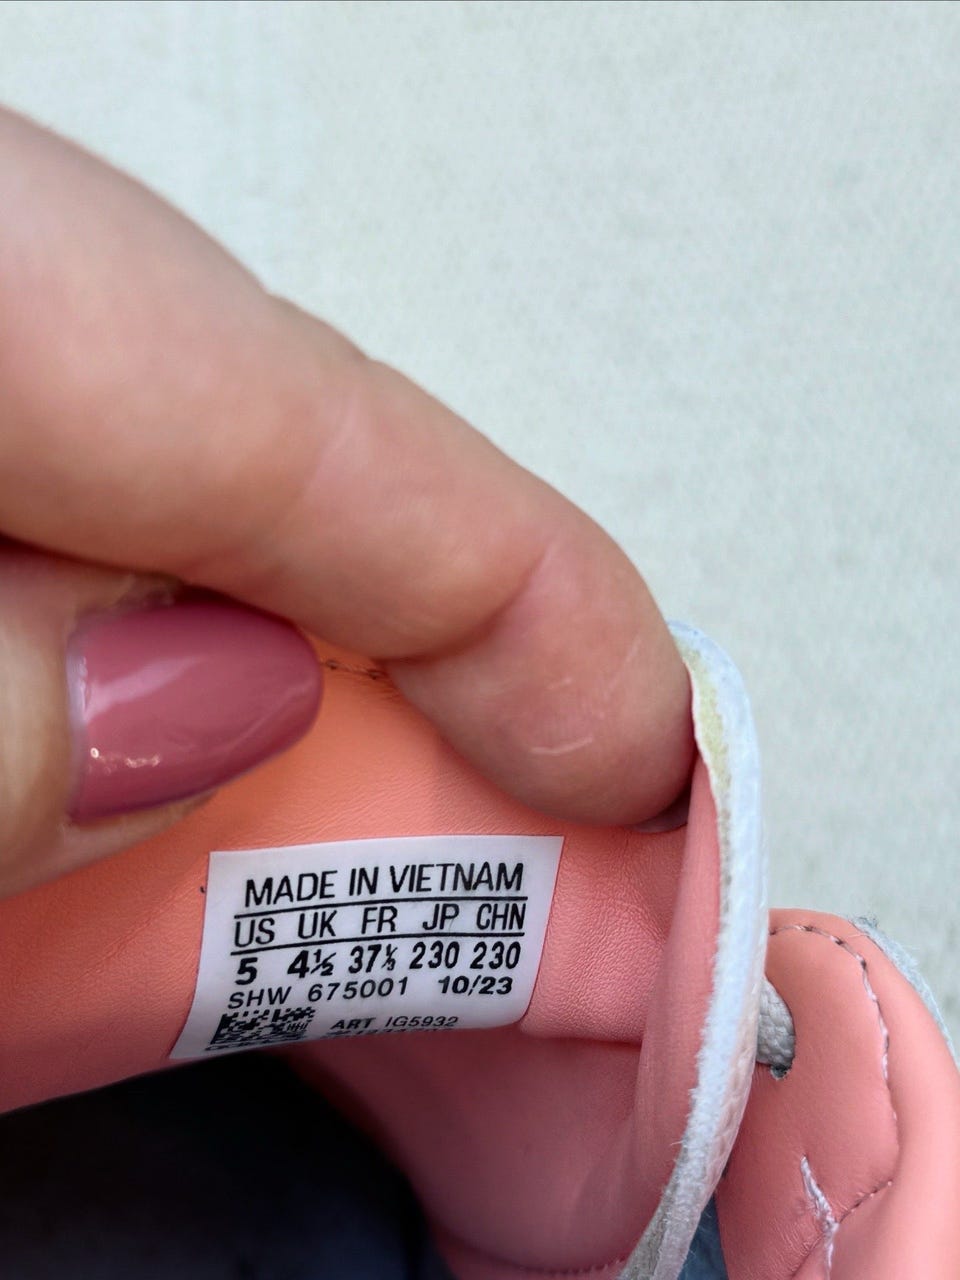 MADE IN VIETNAM
US UK FR JP CHN
5 4½ 37⅓ 230 230
SHW 675001 10/23
ART IG5932